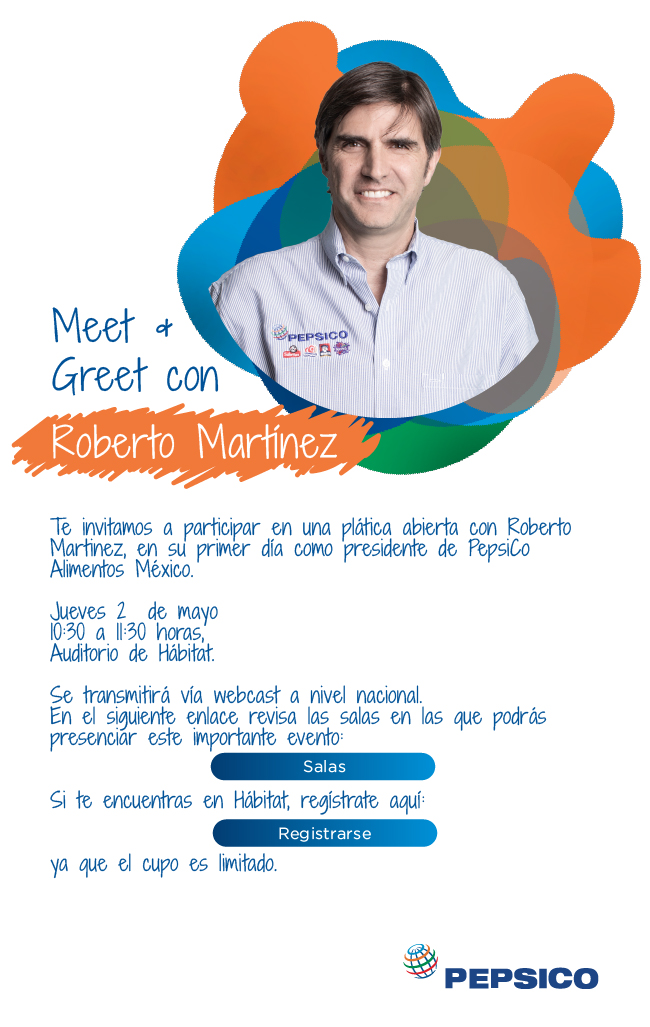 PEPSICO
Meet &
Greet con
Roberto Martínez
Te invitamos a participar en una plática abierta con Roberto
Martinez, en su primer día como presidente de PepsiCo
Alimentos México.
Jueves 2 de mayo
10:30 a 11:30 horas,
Auditorio de Hábitat.
Se transmitirá vía webcast a nivel nacional.
En el siguiente enlace revisa las salas en las que podrás
presenciar este importante evento:
Salas
Si te encuentras en Hábitat, regístrate aquí:
Registrarse
ya que el cupo es limitado.
PEPSICO